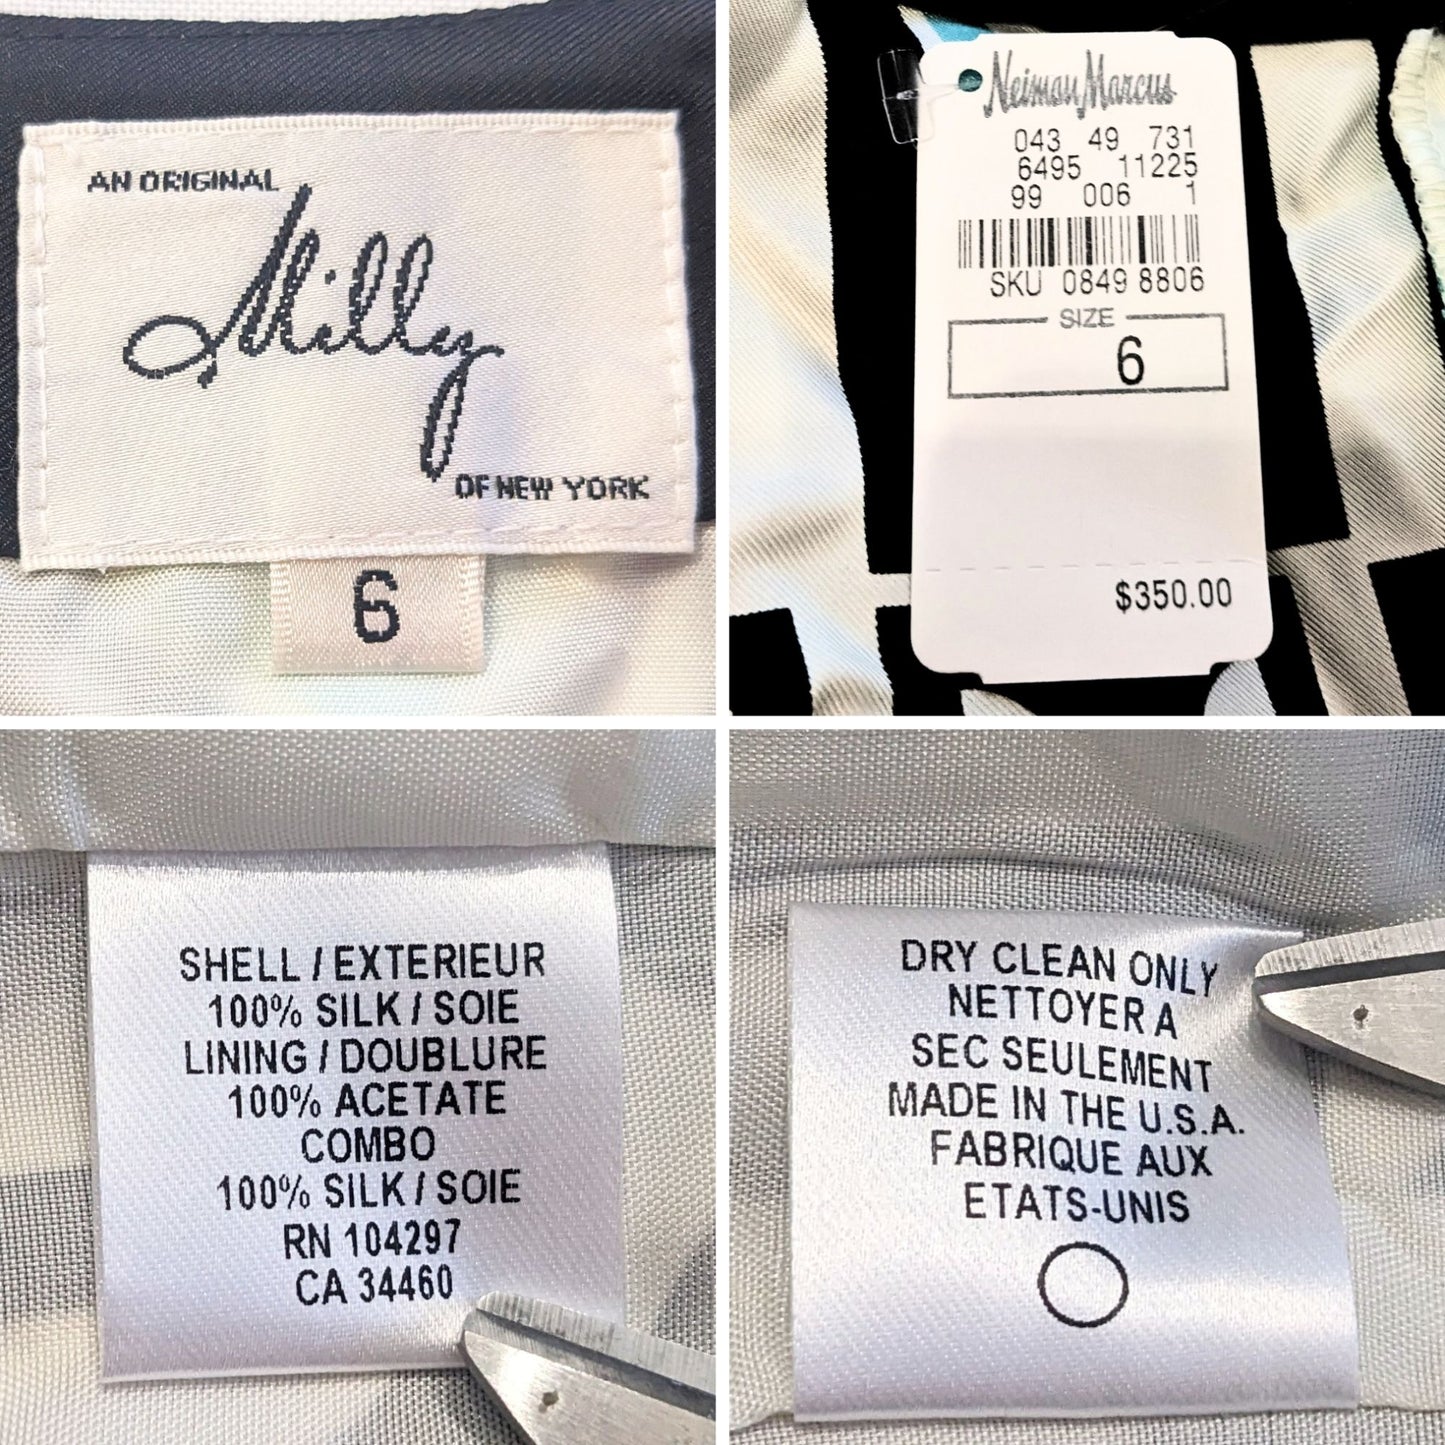 AN ORIGINAL
Milly
OF NEW YORK
6
Neiman Marcus
043 49 731
6495 11225
99 006 1
SKU 0849 8806
SIZE
6
$350.00
SHELL / EXTERIEUR
100% SILK / SOIE
LINING / DOUBLURE
100% ACETATE
COMBO
100% SILK / SOIE
RN 104297
CA 34460
DRY CLEAN ONLY
NETTOYER A
SEC SEULEMENT
MADE IN THE U.S.A.
FABRIQUE AUX
ETATS-UNIS